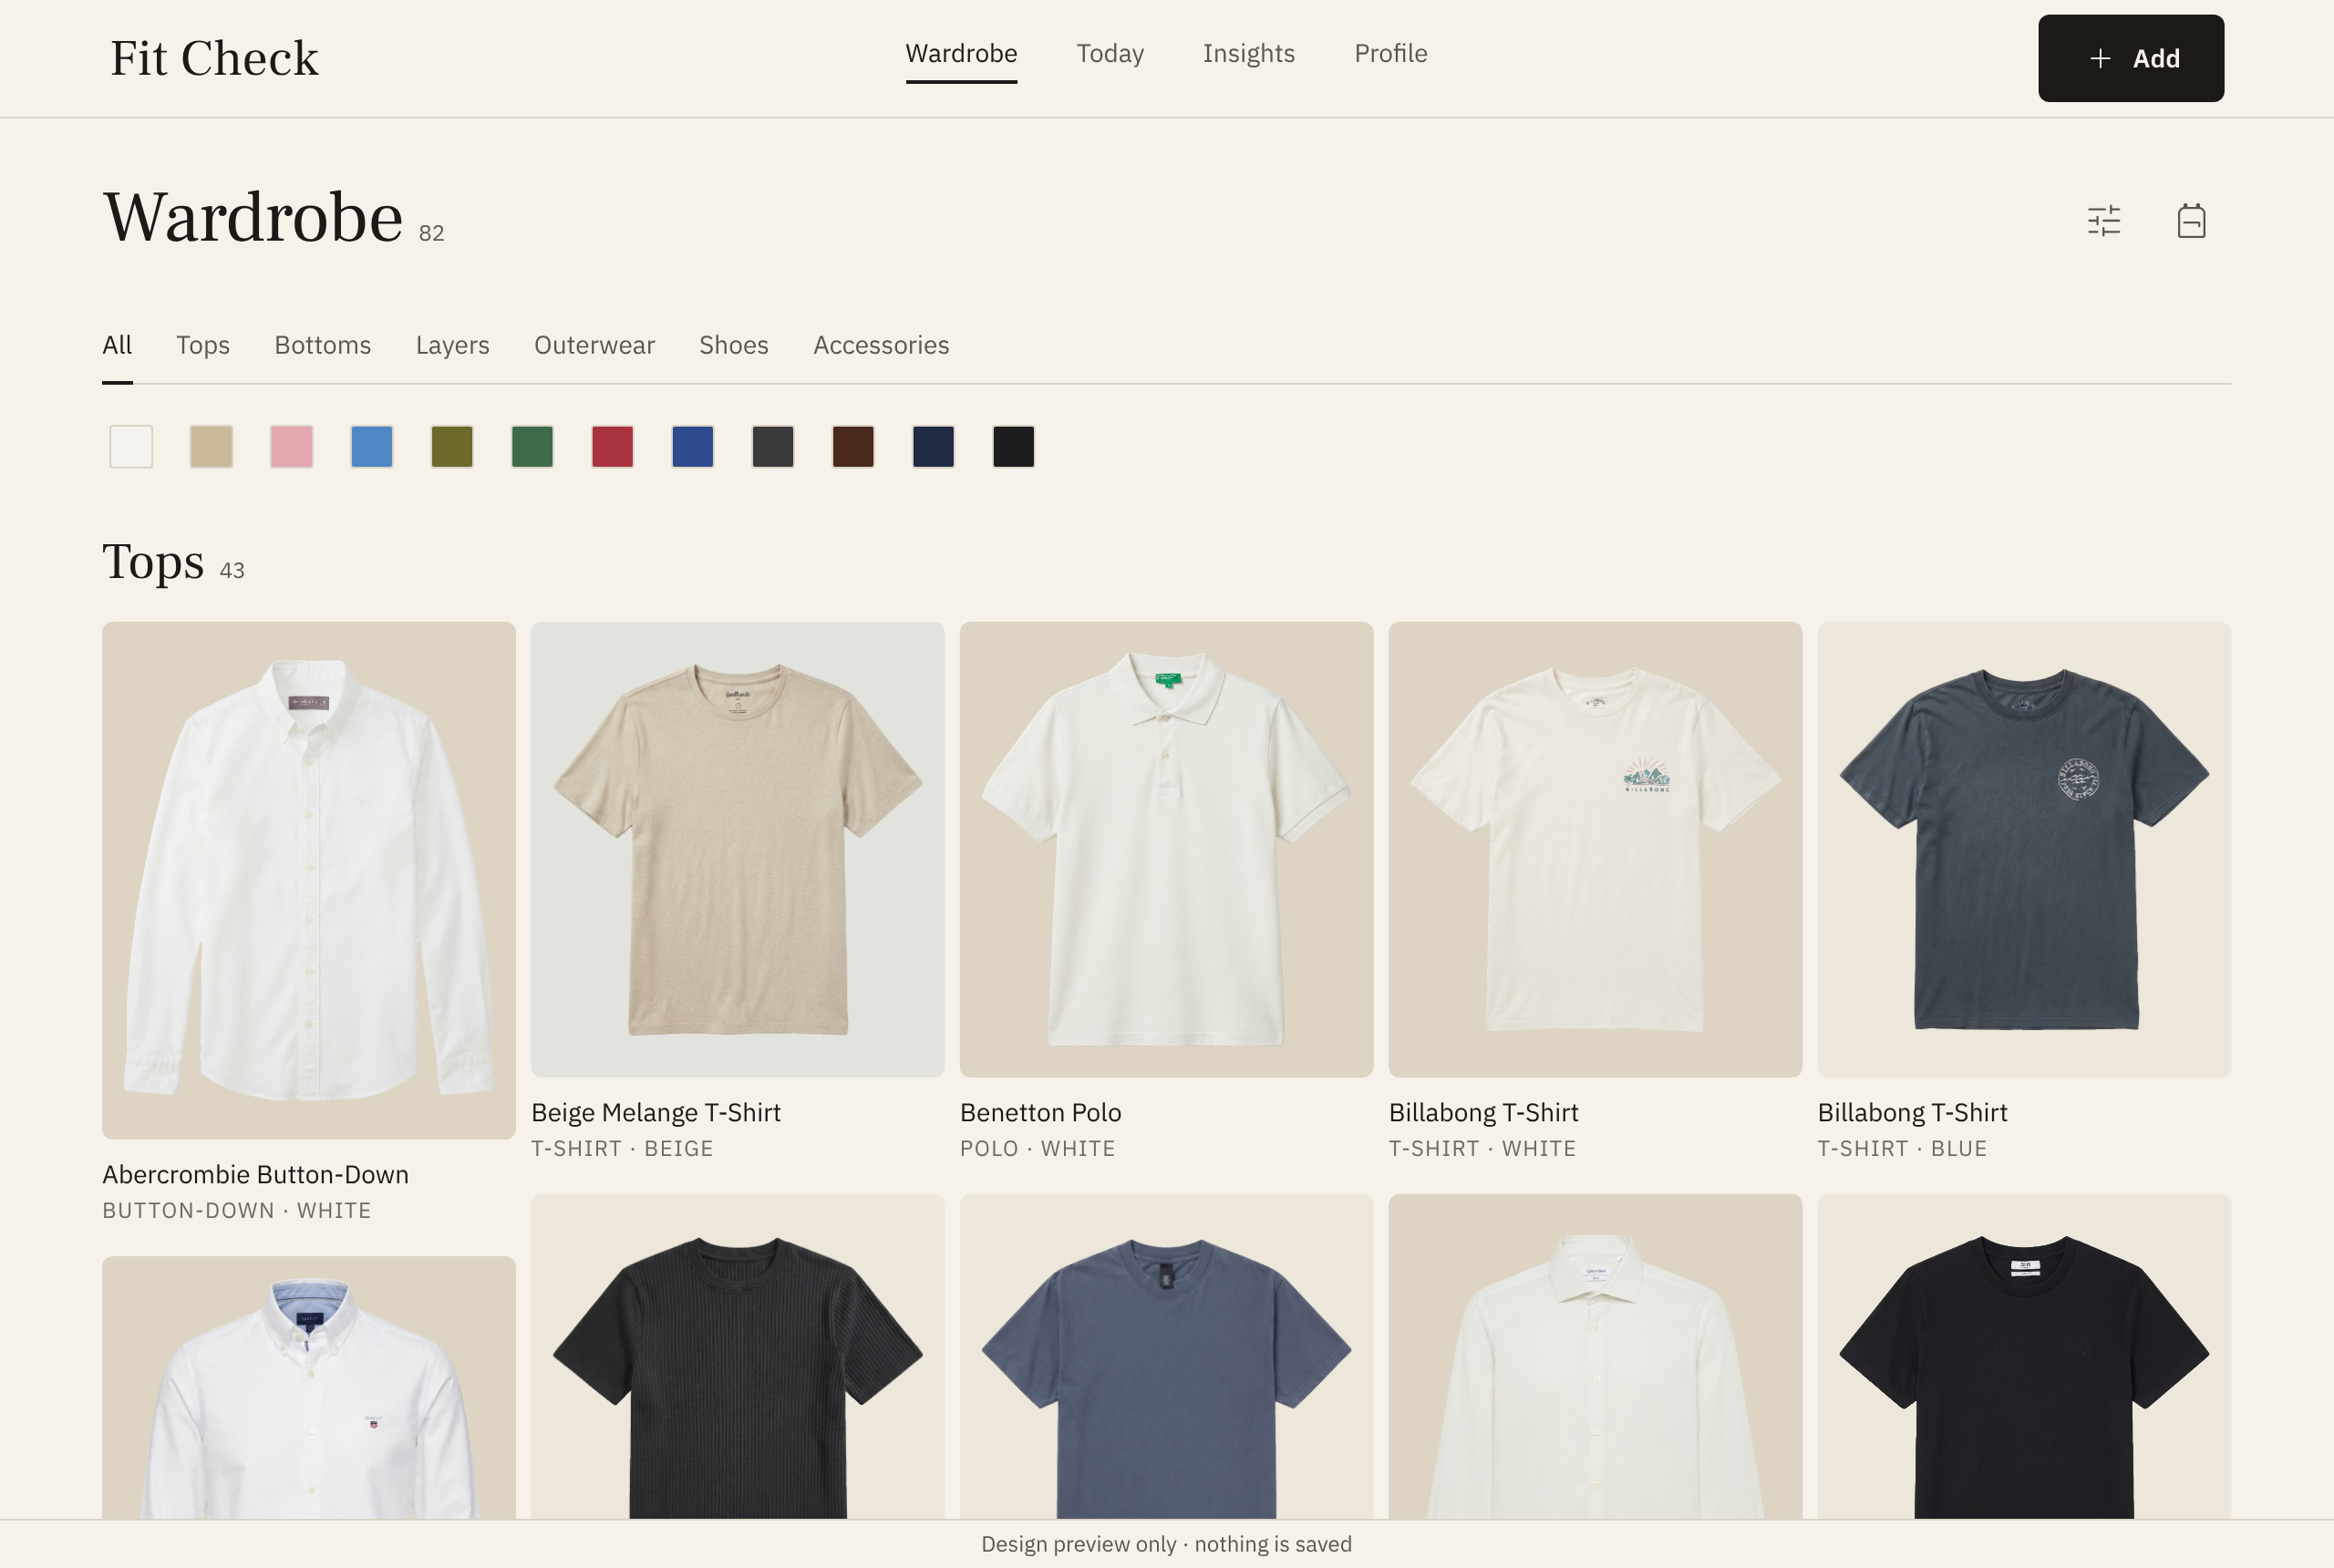 Fit Check
Wardrobe
Today
Insights
Profile
+ Add
Wardrobe 82
All
Tops
Bottoms
Layers
Outerwear
Shoes
Accessories
Tops 43
BILLABONG
Abercrombie Button-Down
BUTTON-DOWN · WHITE
Beige Melange T-Shirt
T-SHIRT · BEIGE
Benetton Polo
POLO · WHITE
Billabong T-Shirt
T-SHIRT · WHITE
Billabong T-Shirt
T-SHIRT · BLUE
GANT
Design preview only · nothing is saved